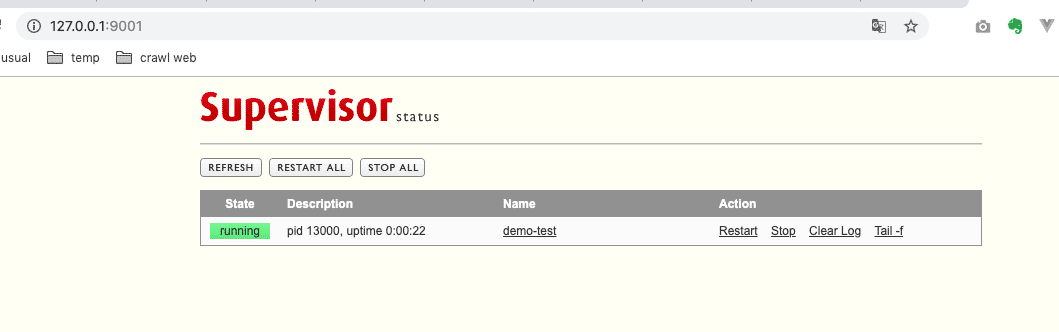 127.0.0.1:9001
usual temp crawl web
Supervisor status
REFRESH RESTART ALL STOP ALL
State Description Name Action
running pid 13000, uptime 0:00:22 demo-test Restart Stop Clear Log Tail -f